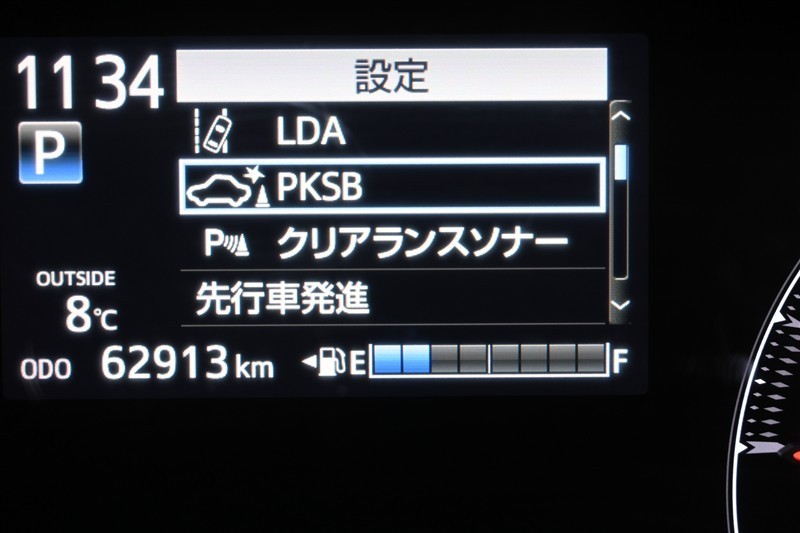 11 34
設定
P
LDA
PKSB
P クリアランスソナー
OUTSIDE
8℃
先行車発進
ODO 62913 km
E F